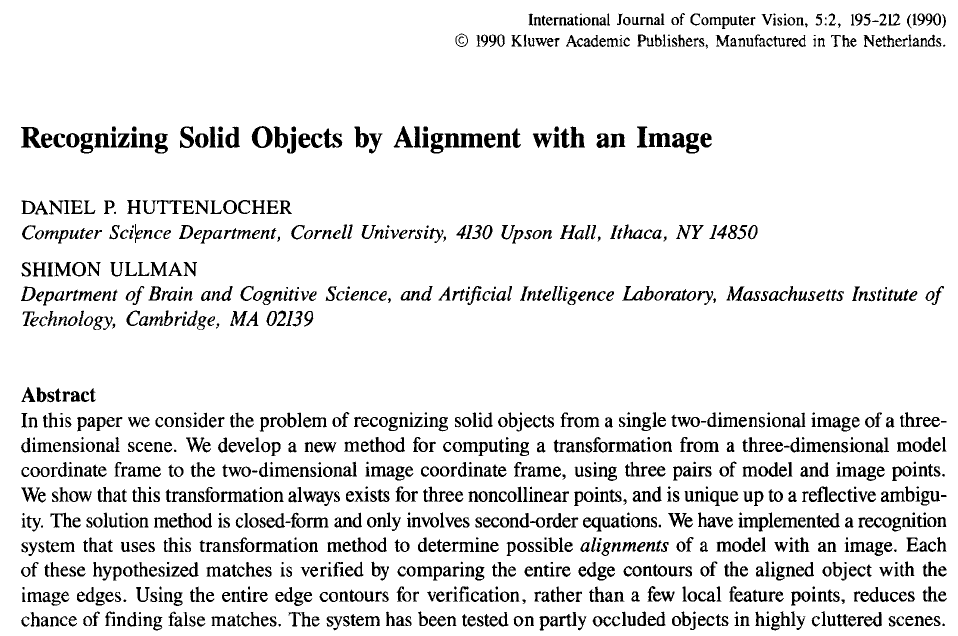 International Journal of Computer Vision, 5:2, 195-212 (1990)
© 1990 Kluwer Academic Publishers, Manufactured in The Netherlands.
Recognizing Solid Objects by Alignment with an Image
DANIEL P. HUTTENLOCHER
Computer Science Department, Cornell University, 4130 Upson Hall, Ithaca, NY 14850
SHIMON ULLMAN
Department of Brain and Cognitive Science, and Artificial Intelligence Laboratory, Massachusetts Institute of
Technology, Cambridge, MA 02139
Abstract
In this paper we consider the problem of recognizing solid objects from a single two-dimensional image of a three-
dimensional scene. We develop a new method for computing a transformation from a three-dimensional model
coordinate frame to the two-dimensional image coordinate frame, using three pairs of model and image points.
We show that this transformation always exists for three noncollinear points, and is unique up to a reflective ambigu-
ity. The solution method is closed-form and only involves second-order equations. We have implemented a recognition
system that uses this transformation method to determine possible alignments of a model with an image. Each
of these hypothesized matches is verified by comparing the entire edge contours of the aligned object with the
image edges. Using the entire edge contours for verification, rather than a few local feature points, reduces the
chance of finding false matches. The system has been tested on partly occluded objects in highly cluttered scenes.